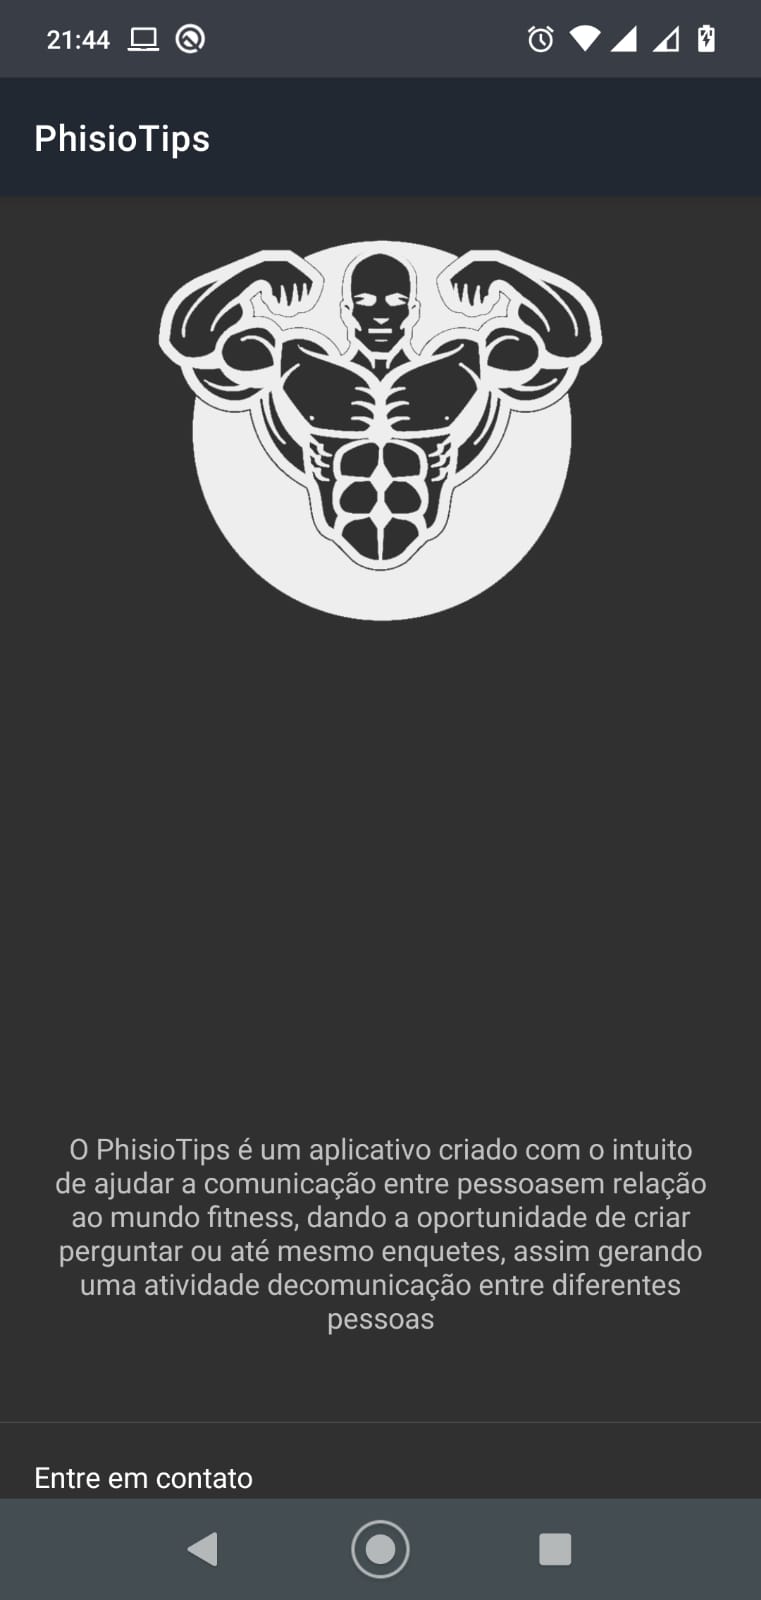 21:44
PhisioTips
O PhisioTips é um aplicativo criado com o intuito
de ajudar a comunicação entre pessoasem relação
ao mundo fitness, dando a oportunidade de criar
perguntar ou até mesmo enquetes, assim gerando
uma atividade decomunicação entre diferentes
pessoas
Entre em contato